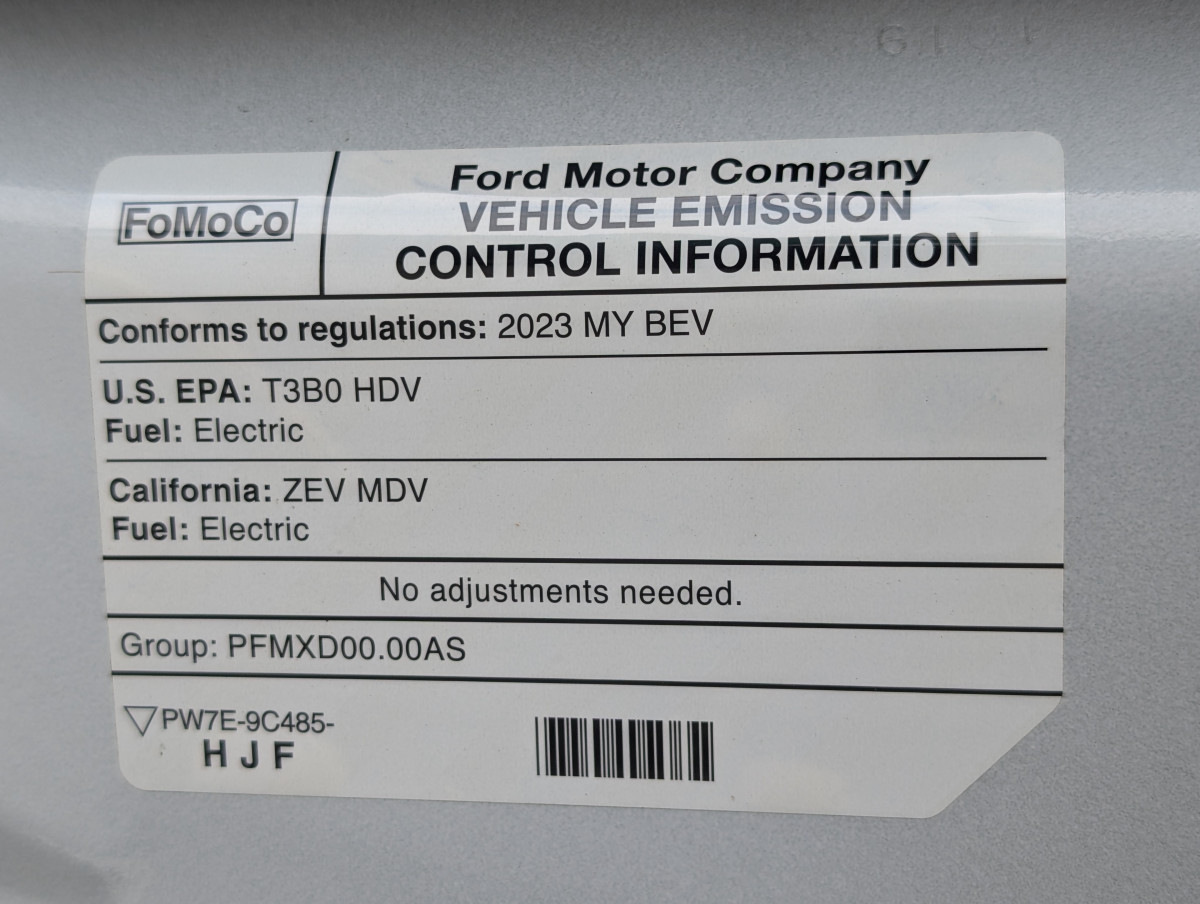 FoMoCo
Ford Motor Company
VEHICLE EMISSION
CONTROL INFORMATION
Conforms to regulations: 2023 MY BEV
U.S. EPA: T3B0 HDV
Fuel: Electric
California: ZEV MDV
Fuel: Electric
No adjustments needed.
Group: PFMXD00.00AS
PW7E-9C485-
H J F